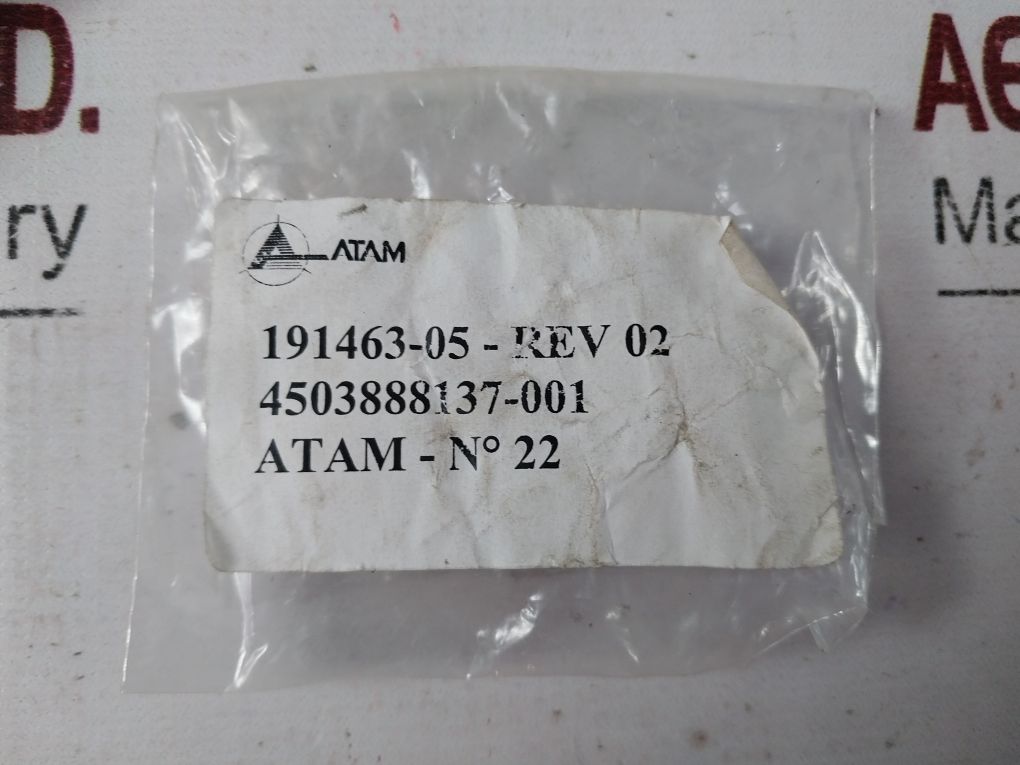 D.
Ae
ry
Ma
ATAM
191463-05 - REV 02
4503888137-001
ATAM - N° 22